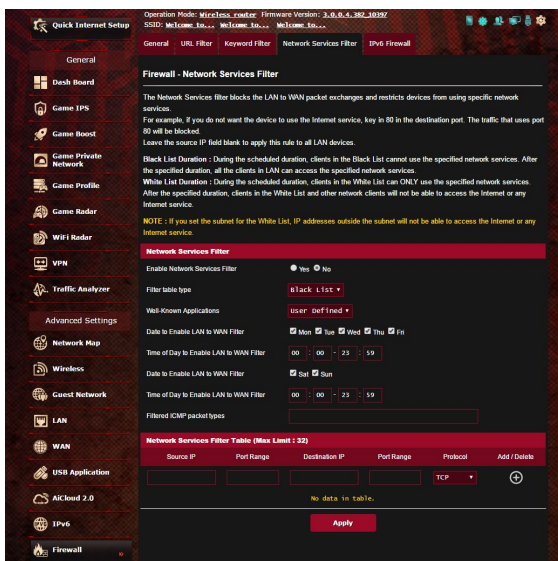 Quick Internet Setup
Operation Mode: Wireless router Firmware Version: 3.0.0.4.382_10397
SSID: Welcome to... Welcome to... Welcome to...
General URL Filter Keyword Filter Network Services Filter IPv6 Firewall
General
Dash Board
Game IPS
Game Boost
Game Private
Network
Game Profile
Game Radar
WiFi Radar
VPN
Traffic Analyzer
Advanced Settings
Network Map
Wireless
Guest Network
LAN
WAN
USB Application
AiCloud 2.0
IPv6
Firewall
Firewall - Network Services Filter
The Network Services filter blocks the LAN to WAN packet exchanges and restricts devices from using specific network
services.
For example, if you do not want the device to use the Internet service, key in 80 in the destination port. The traffic that uses port
80 will be blocked.
Leave the source IP field blank to apply this rule to all LAN devices.
Black List Duration : During the scheduled duration, clients in the Black List cannot use the specified network services. After
the specified duration, all the clients in LAN can access the specified network services.
White List Duration : During the scheduled duration, clients in the White List can ONLY use the specified network services.
After the specified duration, clients in the White List and other network clients will not be able to access the Internet or any
Internet service.
NOTE : If you set the subnet for the White List, IP addresses outside the subnet will not be able to access the Internet or any
Internet service.
Network Services Filter
Enable Network Services Filter Yes No
Filter table type Black List
Well-Known Applications User Defined
Date to Enable LAN to WAN Filter Mon Tue Wed Thu Fri
Time of Day to Enable LAN to WAN Filter 00 : 00 - 23 : 59
Date to Enable LAN to WAN Filter Sat Sun
Time of Day to Enable LAN to WAN Filter 00 : 00 - 23 : 59
Filtered ICMP packet types
Network Services Filter Table (Max Limit : 32)
Source IP Port Range Destination IP Port Range Protocol Add / Delete
TCP
No data in table.
Apply